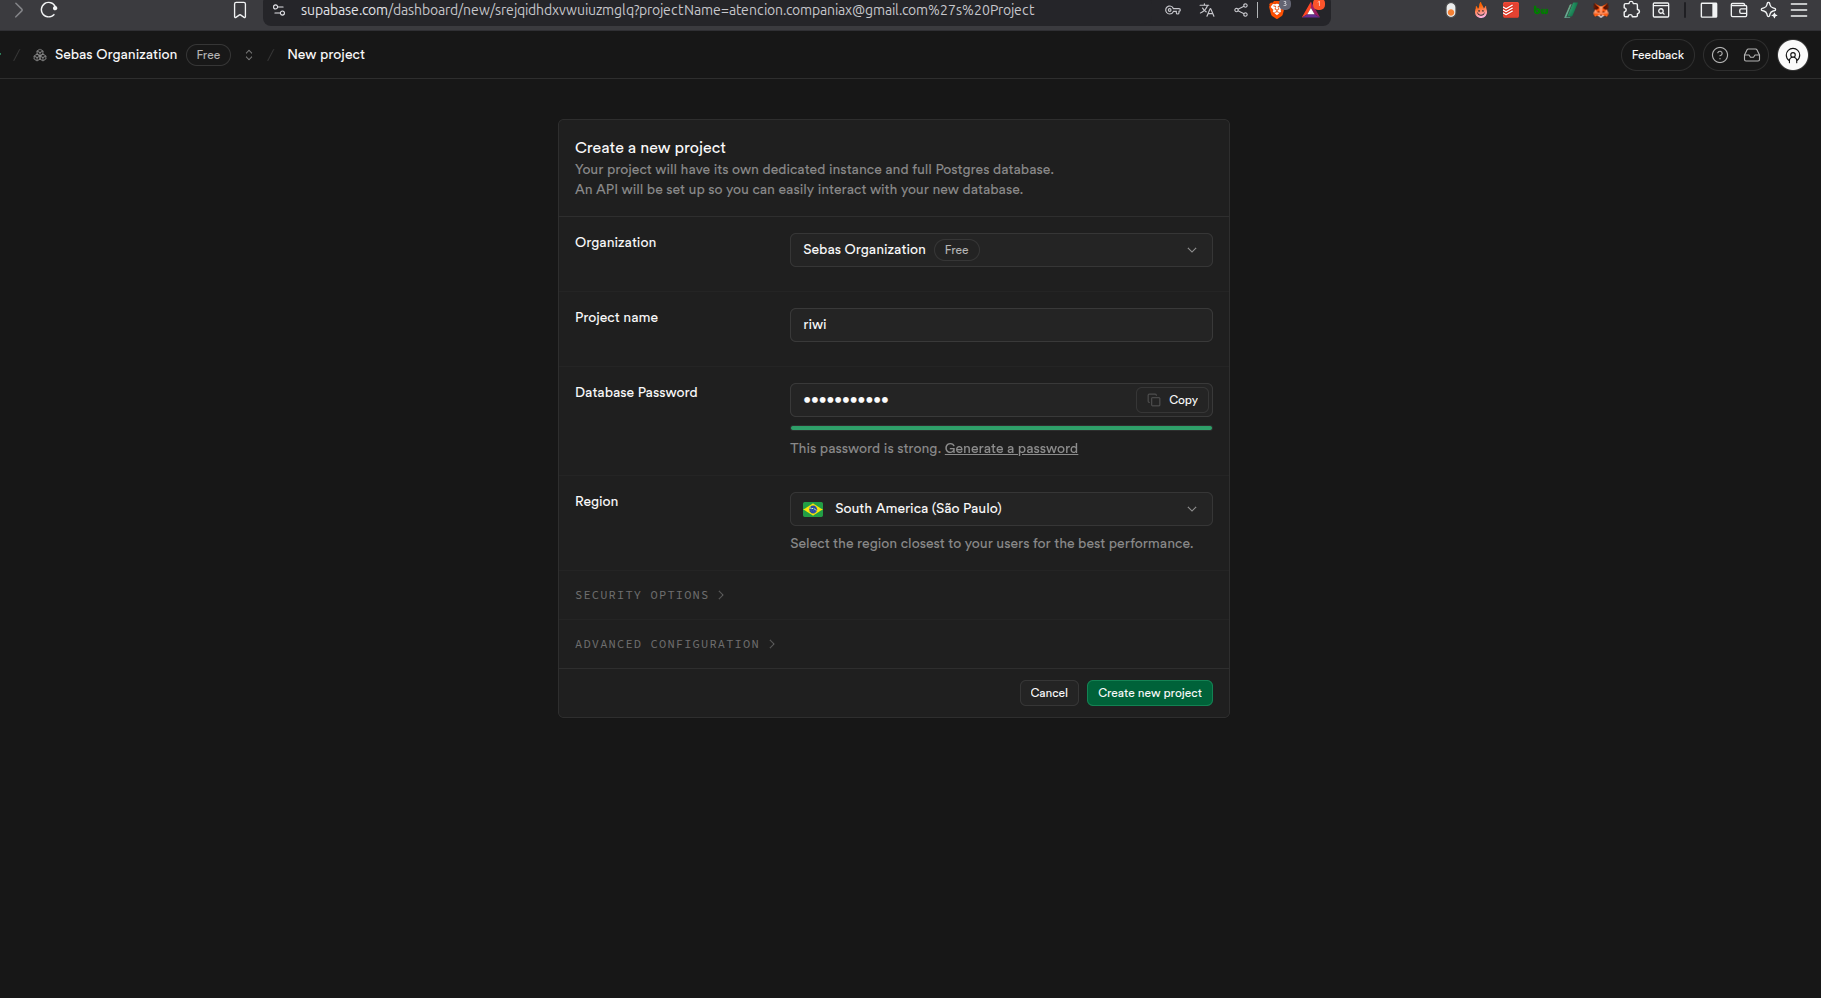 supabase.com/dashboard/new/srejqidhdxvwuiuzmglq?projectName=atencion.companiax@gmail.com%27s%20Project
3
1
bw
/ Sebas Organization Free / New project
Feedback
Create a new project
Your project will have its own dedicated instance and full Postgres database.
An API will be set up so you can easily interact with your new database.
Organization
Sebas Organization Free
Project name
riwi
Database Password
••••••••••• Copy
This password is strong. Generate a password
Region
South America (São Paulo)
Select the region closest to your users for the best performance.
SECURITY OPTIONS >
ADVANCED CONFIGURATION >
Cancel
Create new project